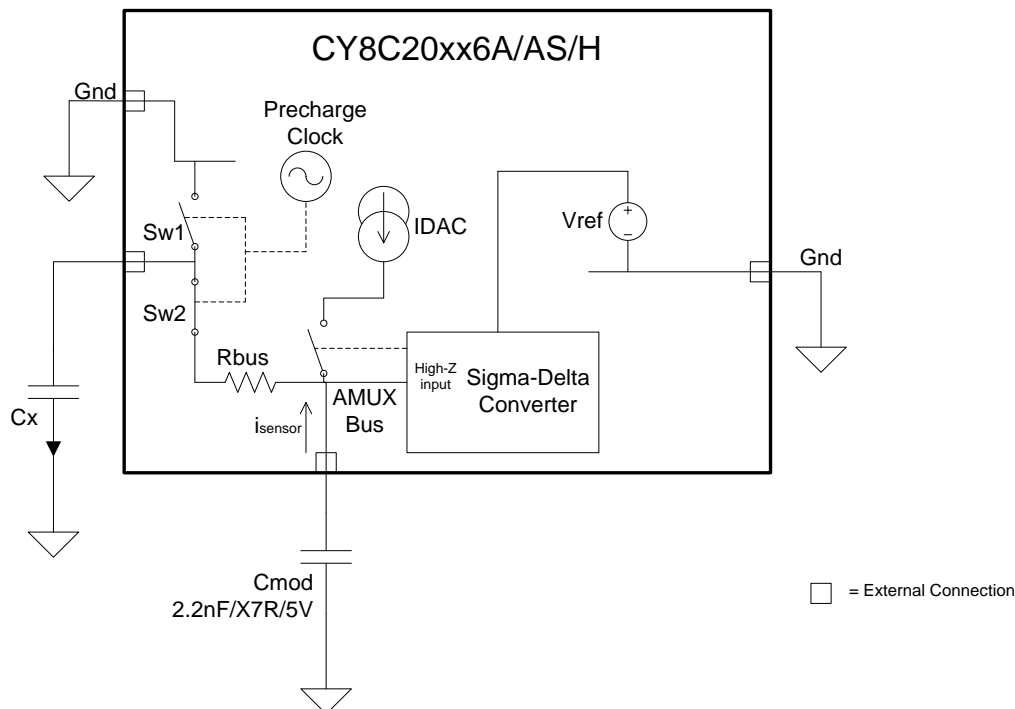 CY8C20xx6A/AS/H
Gnd
Precharge
Clock
IDAC
Vref
Sw1
Gnd
Sw2
Rbus
High-Z
input
Sigma-Delta
Converter
AMUX
Bus
isensor
Cx
Cmod
2.2nF/X7R/5V
= External Connection